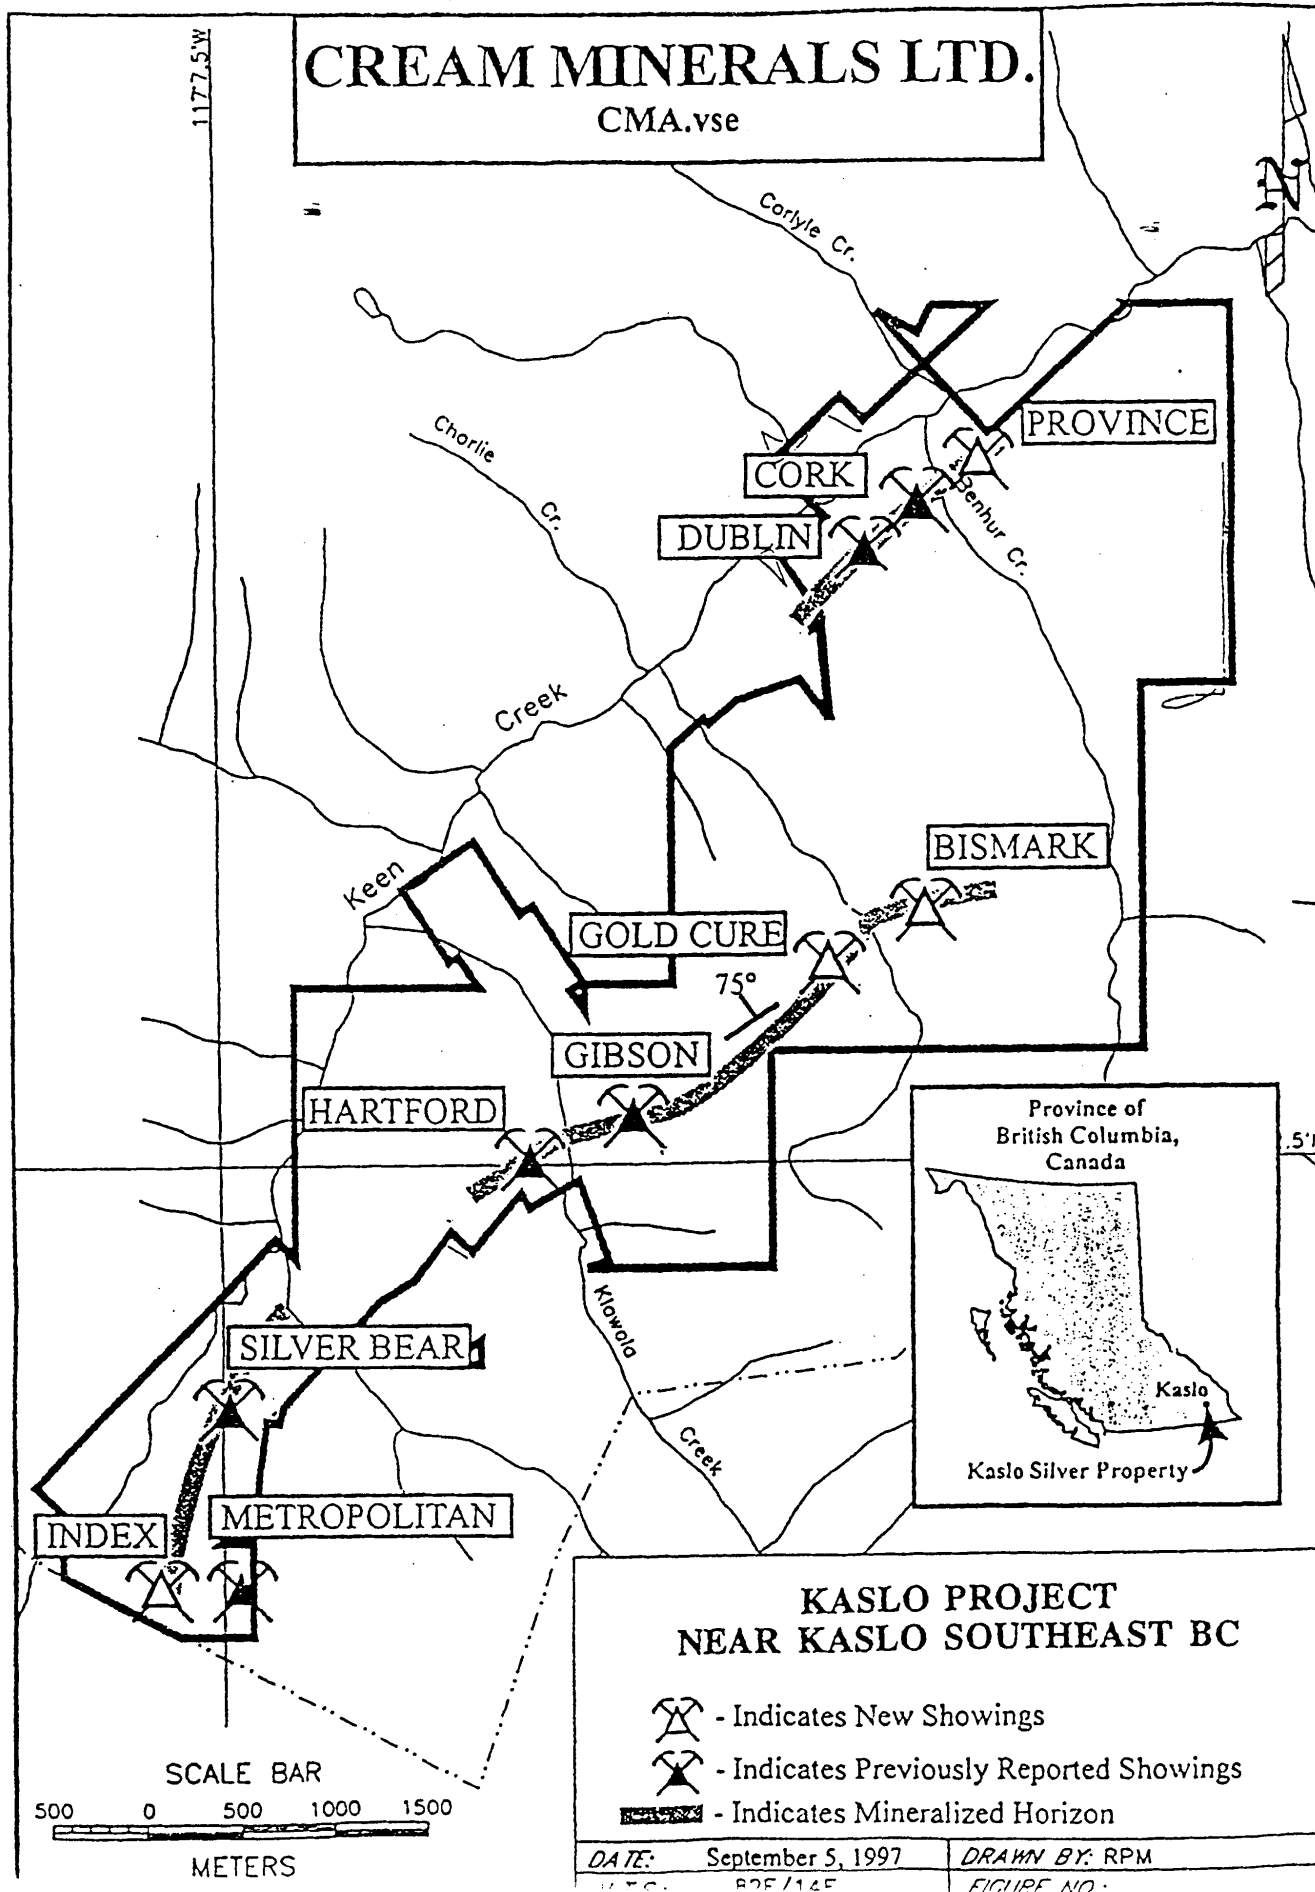 CREAM MINERALS LTD.
CMA.vse
117°7.5'W
N
Corlyle Cr.
Chorlie Cr.
PROVINCE
CORK
DUBLIN
Benhur Cr.
Creek
Keen
BISMARK
GOLD CURE
75°
GIBSON
HARTFORD
Province of
British Columbia,
Canada
Kaslo
Kaslo Silver Property
Klawala
Creek
SILVER BEAR
METROPOLITAN
INDEX
KASLO PROJECT
NEAR KASLO SOUTHEAST BC
- Indicates New Showings
- Indicates Previously Reported Showings
- Indicates Mineralized Horizon
SCALE BAR
500 0 500 1000 1500
METERS
DATE: September 5, 1997
DRAWN BY: RPM
FIGURE NO.: